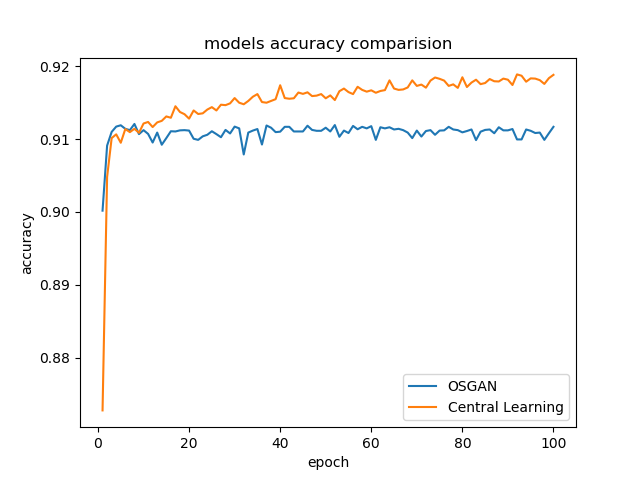 models accuracy comparision
0.92
0.91
0.90
0.89
0.88
accuracy
0 20 40 60 80 100
epoch
OSGAN
Central Learning